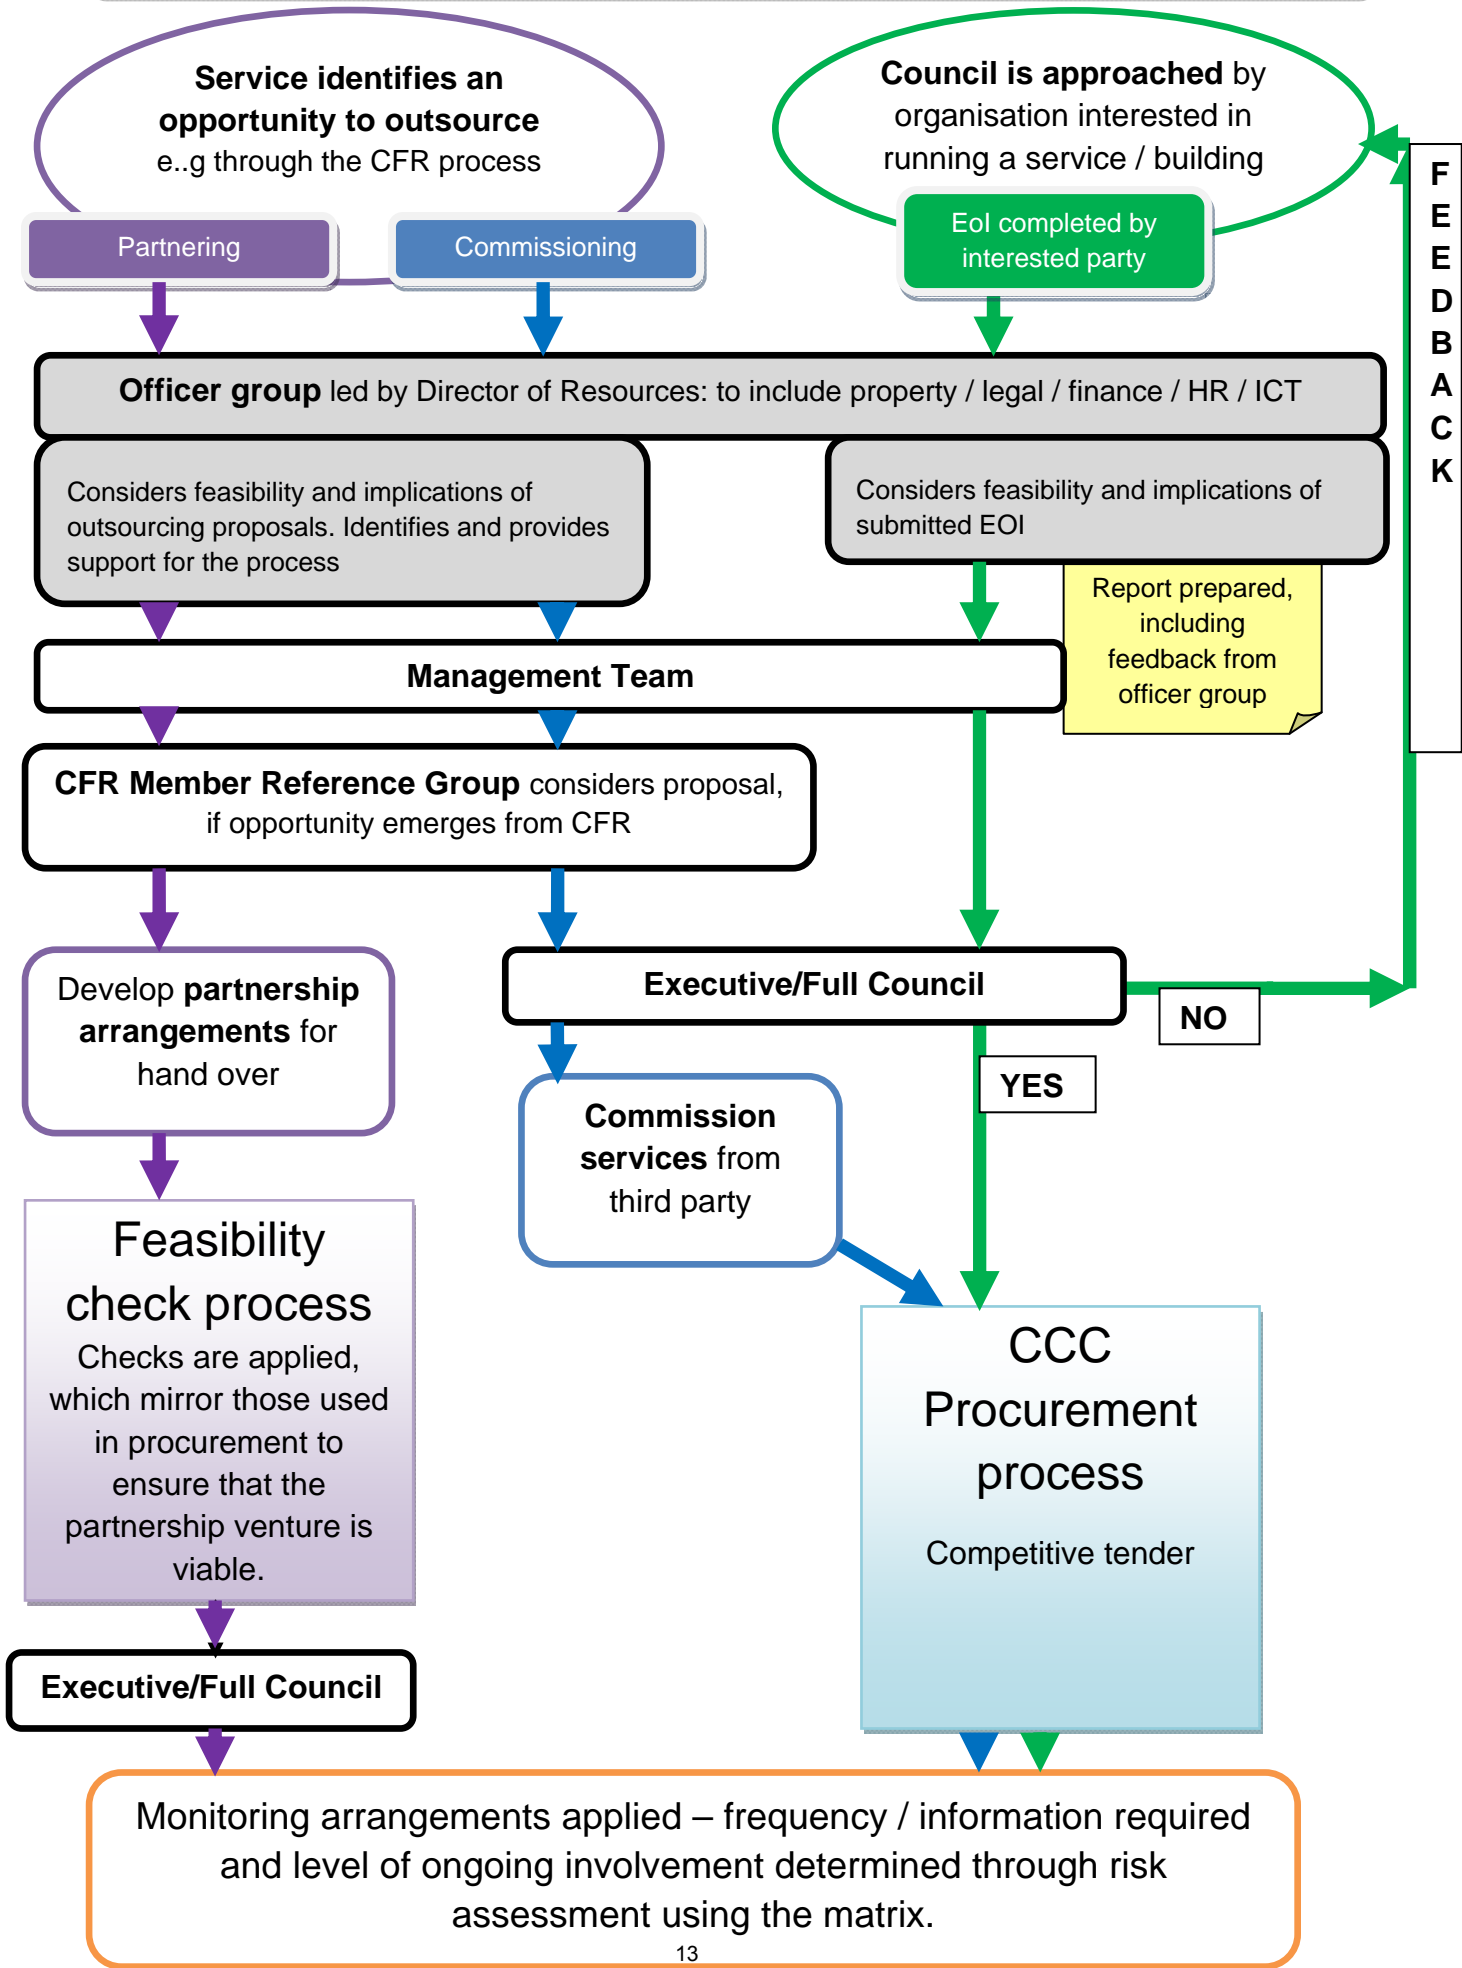 Service identifies an
opportunity to outsource
e..g through the CFR process
Partnering
Commissioning
Council is approached by
organisation interested in
running a service / building
EoI completed by
interested party
FEEDBACK
Officer group led by Director of Resources: to include property / legal / finance / HR / ICT
Considers feasibility and implications of
outsourcing proposals. Identifies and provides
support for the process
Considers feasibility and implications of
submitted EOI
Report prepared,
including
feedback from
officer group
Management Team
CFR Member Reference Group considers proposal,
if opportunity emerges from CFR
Develop partnership
arrangements for
hand over
Executive/Full Council
NO
YES
Commission
services from
third party
Feasibility
check process
Checks are applied,
which mirror those used
in procurement to
ensure that the
partnership venture is
viable.
CCC
Procurement
process
Competitive tender
Executive/Full Council
Monitoring arrangements applied – frequency / information required
and level of ongoing involvement determined through risk
assessment using the matrix.
13